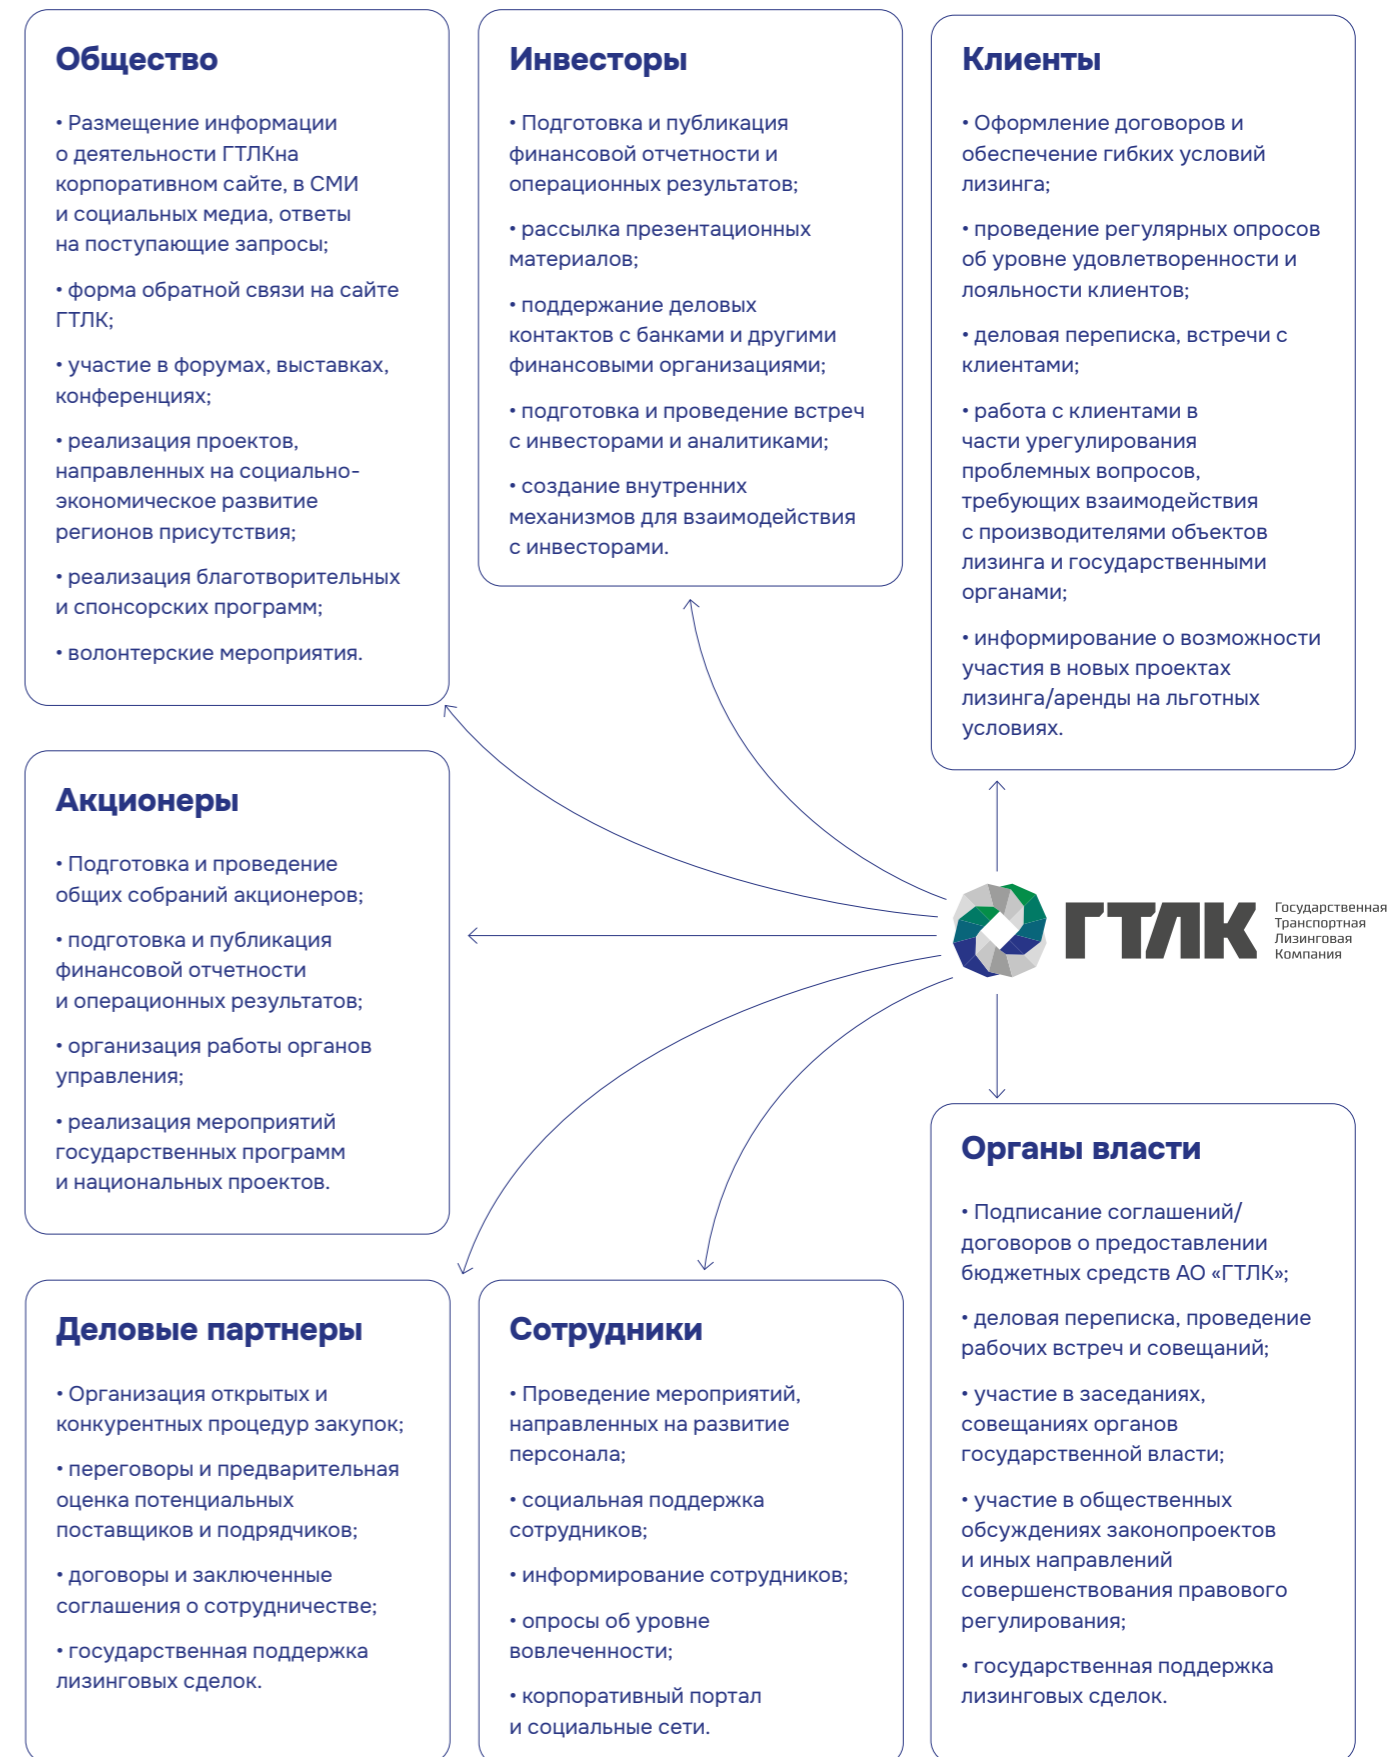 Общество
• Размещение информации
о деятельности ГТЛКна
корпоративном сайте, в СМИ
и социальных медиа, ответы
на поступающие запросы;
• форма обратной связи на сайте
ГТЛК;
• участие в форумах, выставках,
конференциях;
• реализация проектов,
направленных на социально-
экономическое развитие
регионов присутствия;
• реализация благотворительных
и спонсорских программ;
• волонтерские мероприятия.
Инвесторы
• Подготовка и публикация
финансовой отчетности и
операционных результатов;
• рассылка презентационных
материалов;
• поддержание деловых
контактов с банками и другими
финансовыми организациями;
• подготовка и проведение встреч
с инвесторами и аналитиками;
• создание внутренних
механизмов для взаимодействия
с инвесторами.
Клиенты
• Оформление договоров и
обеспечение гибких условий
лизинга;
• проведение регулярных опросов
об уровне удовлетворенности и
лояльности клиентов;
• деловая переписка, встречи с
клиентами;
• работа с клиентами в
части урегулирования
проблемных вопросов,
требующих взаимодействия
с производителями объектов
лизинга и государственными
органами;
• информирование о возможности
участия в новых проектах
лизинга/аренды на льготных
условиях.
Акционеры
• Подготовка и проведение
общих собраний акционеров;
• подготовка и публикация
финансовой отчетности
и операционных результатов;
• организация работы органов
управления;
• реализация мероприятий
государственных программ
и национальных проектов.
ГТЛК
Государственная
Транспортная
Лизинговая
Компания
Деловые партнеры
• Организация открытых и
конкурентных процедур закупок;
• переговоры и предварительная
оценка потенциальных
поставщиков и подрядчиков;
• договоры и заключенные
соглашения о сотрудничестве;
• государственная поддержка
лизинговых сделок.
Сотрудники
• Проведение мероприятий,
направленных на развитие
персонала;
• социальная поддержка
сотрудников;
• информирование сотрудников;
• опросы об уровне
вовлеченности;
• корпоративный портал
и социальные сети.
Органы власти
• Подписание соглашений/
договоров о предоставлении
бюджетных средств АО «ГТЛК»;
• деловая переписка, проведение
рабочих встреч и совещаний;
• участие в заседаниях,
совещаниях органов
государственной власти;
• участие в общественных
обсуждениях законопроектов
и иных направлений
совершенствования правового
регулирования;
• государственная поддержка
лизинговых сделок.